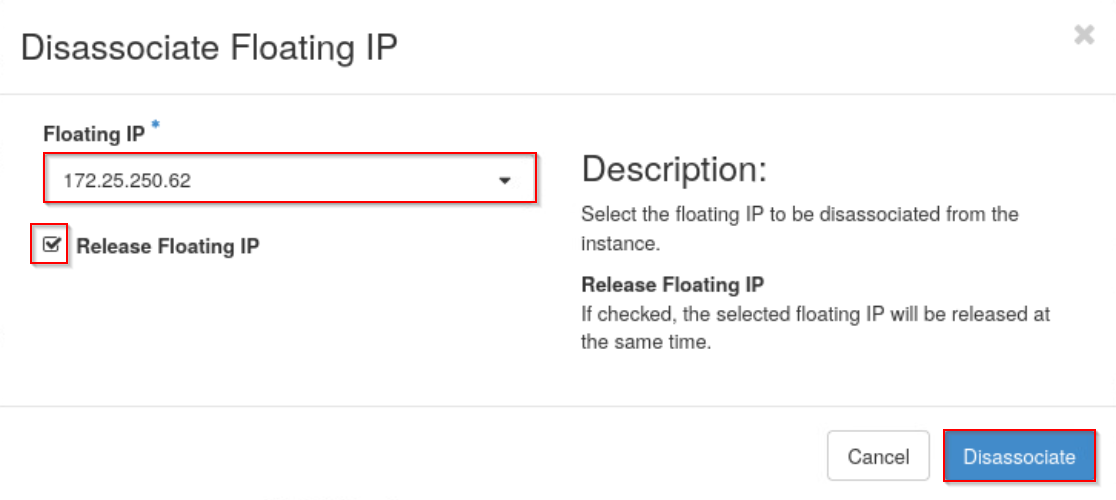 Disassociate Floating IP
Floating IP *
172.25.250.62
Release Floating IP
Description:
Select the floating IP to be disassociated from the
instance.
Release Floating IP
If checked, the selected floating IP will be released at
the same time.
Cancel
Disassociate